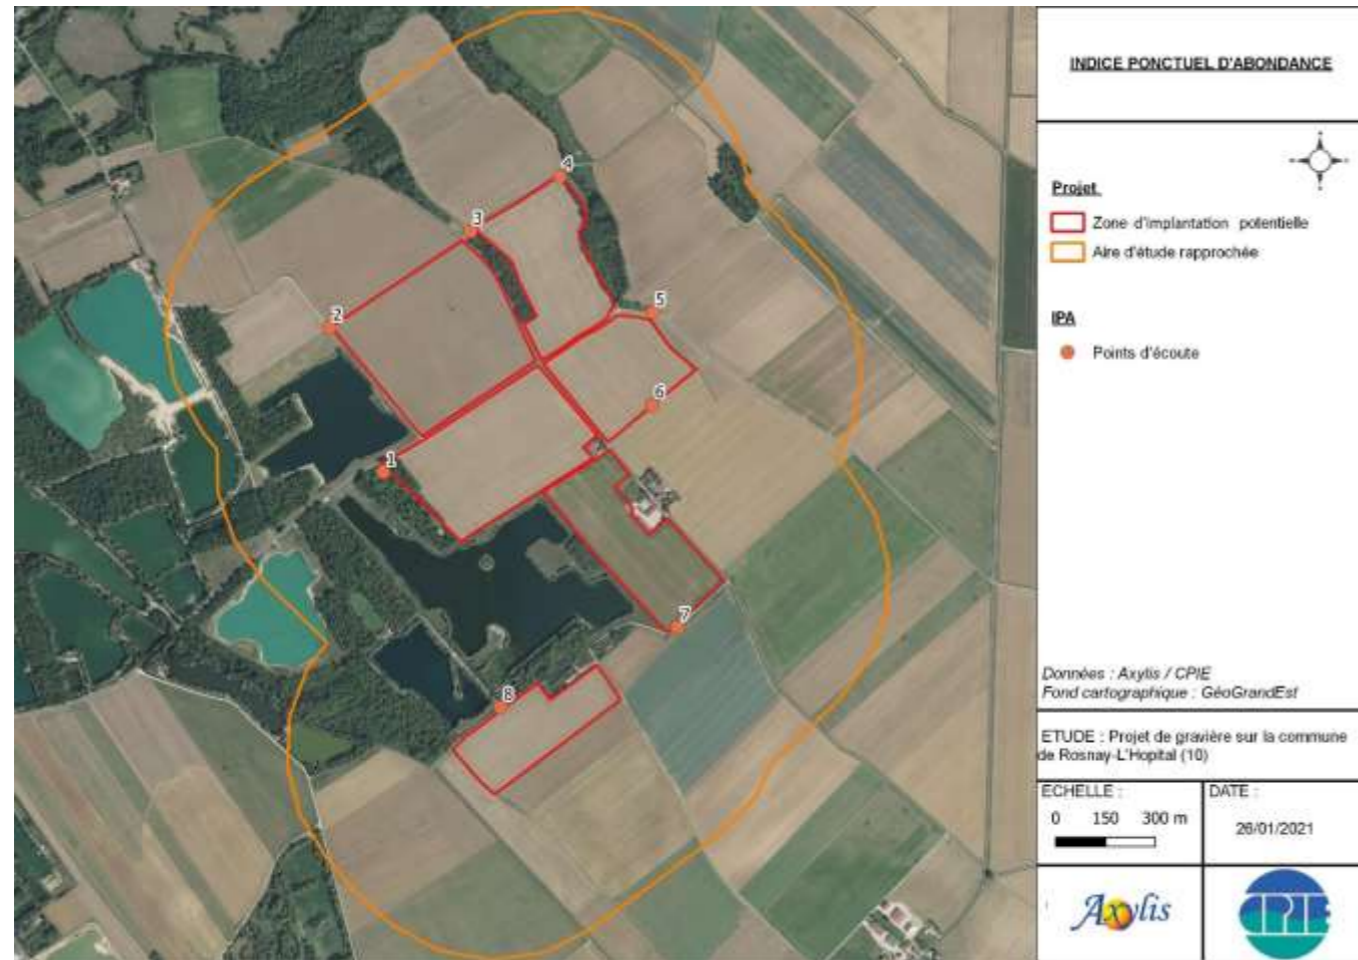 INDICE PONCTUEL D'ABONDANCE
Projet
Zone d'implantation potentielle
Aire d'étude rapprochée
IPA
Points d'écoute
4
3
5
2
6
1
7
8
Données : Axylis / CPIE
Fond cartographique : GéoGrandEst
ETUDE : Projet de gravière sur la commune
de Rosnay-L'Hopital (10)
ECHELLE :
0 150 300 m
DATE :
26/01/2021
Axylis
CPIE